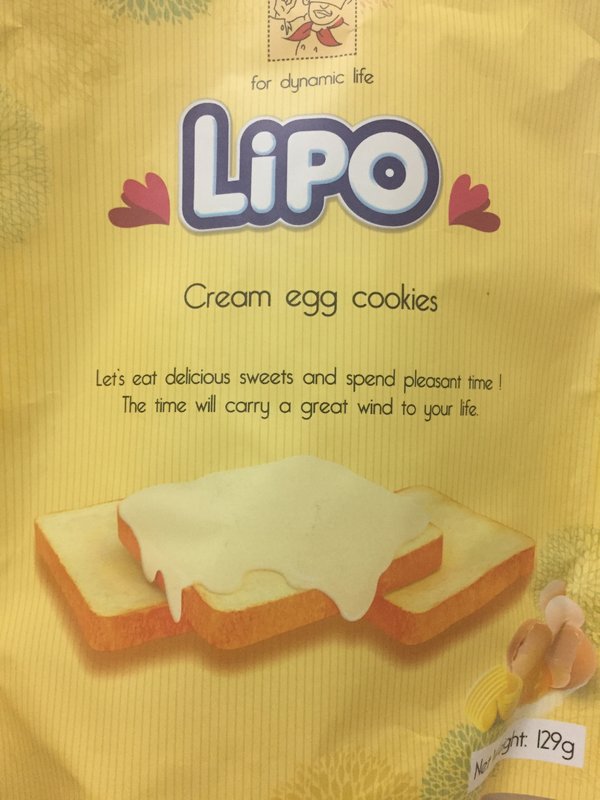 for dynamic life
LiPO
Cream egg cookies
Let's eat delicious sweets and spend pleasant time !
The time will carry a great wind to your life.
Net Weight: 129g